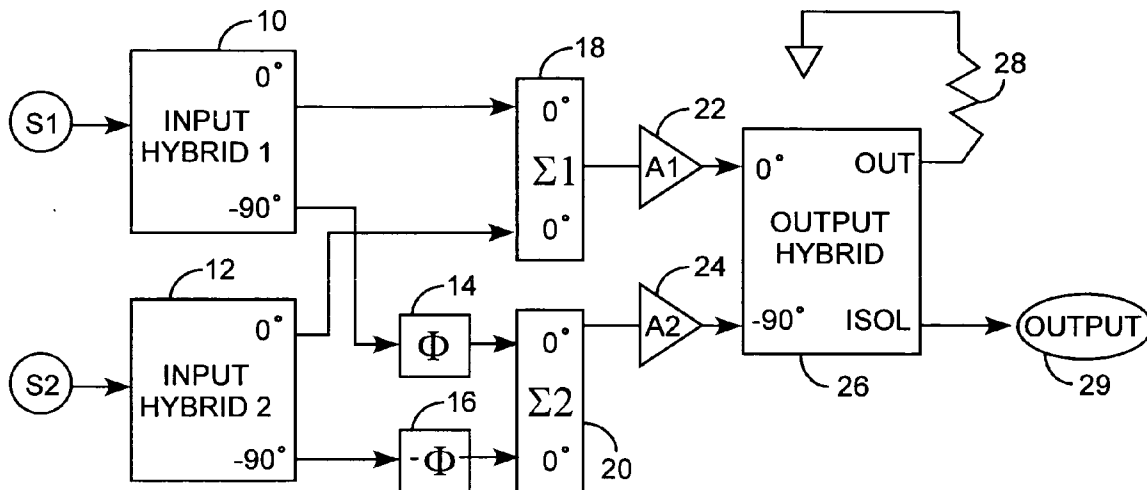 10
0°
S1
INPUT
HYBRID 1
-90°
12
0°
S2
INPUT
HYBRID 2
-90°
14
Φ
16
-Φ
18
0°
Σ1
0°
0°
Σ2
0°
20
22
A1
24
A2
28
0°
OUT
OUTPUT
HYBRID
-90°
ISOL
26
OUTPUT
29